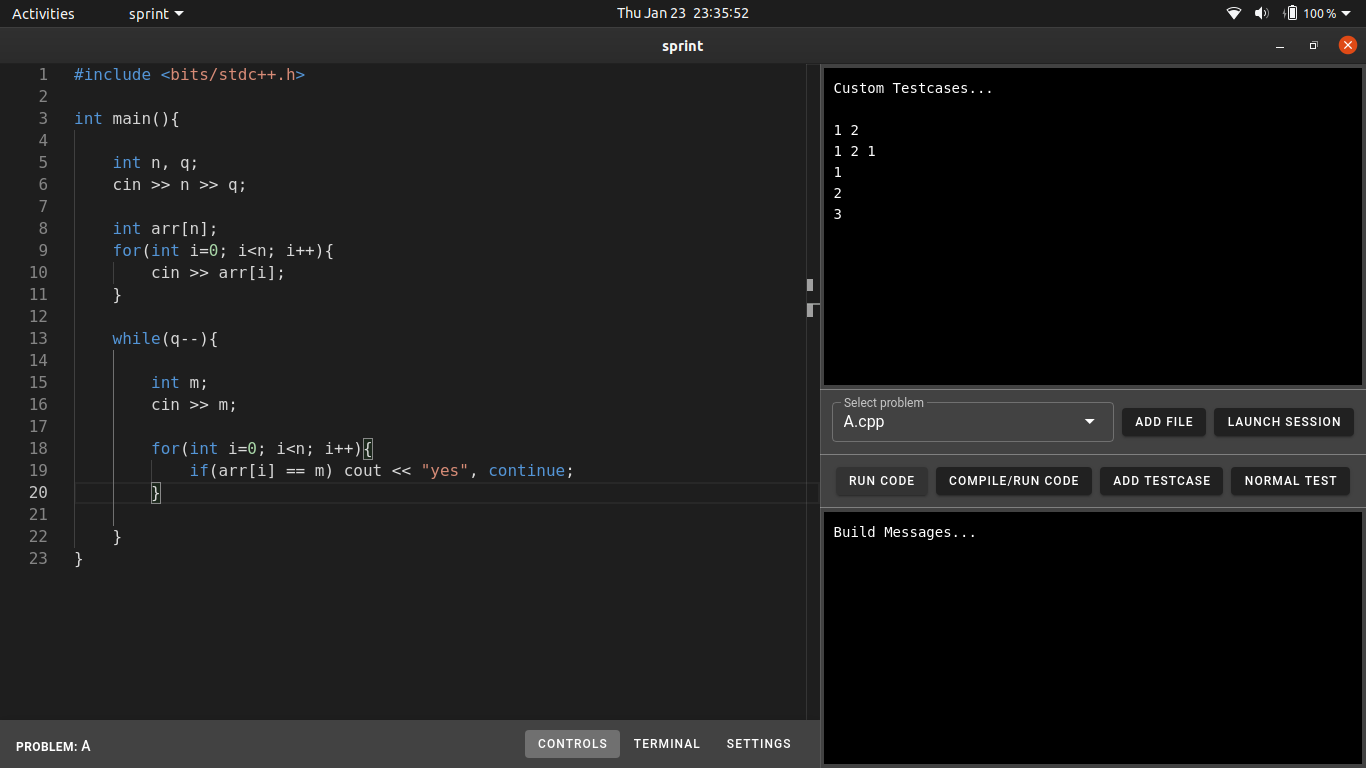 Activities sprint Thu Jan 23 23:35:52 100 %
sprint
1 #include <bits/stdc++.h>
2
3 int main(){
4
5 int n, q;
6 cin >> n >> q;
7
8 int arr[n];
9 for(int i=0; i<n; i++){
10 cin >> arr[i];
11 }
12
13 while(q--){
14
15 int m;
16 cin >> m;
17
18 for(int i=0; i<n; i++){
19 if(arr[i] == m) cout << "yes", continue;
20 }
21
22 }
23 }
Custom Testcases...
1 2
1 2 1
1
2
3
Select problem
A.cpp
ADD FILE LAUNCH SESSION
RUN CODE COMPILE/RUN CODE ADD TESTCASE NORMAL TEST
Build Messages...
PROBLEM: A CONTROLS TERMINAL SETTINGS